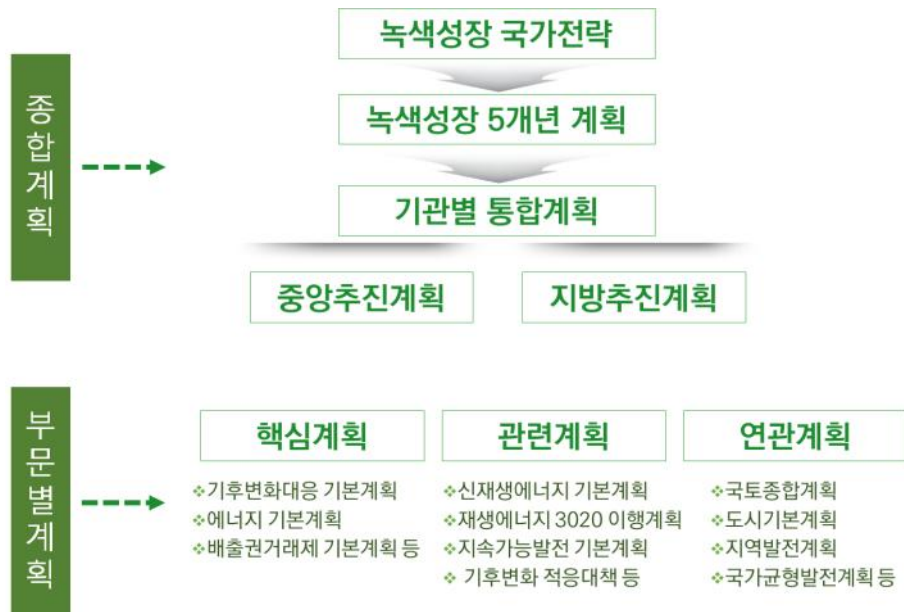 종합계획
녹색성장 국가전략
녹색성장 5개년 계획
기관별 통합계획
중앙추진계획
지방추진계획
부문별계획
핵심계획
❖기후변화대응 기본계획
❖에너지 기본계획
❖배출권거래제 기본계획 등
관련계획
❖신재생에너지 기본계획
❖재생에너지 3020 이행계획
❖지속가능발전 기본계획
❖ 기후변화 적응대책 등
연관계획
❖국토종합계획
❖도시기본계획
❖지역발전계획
❖국가균형발전계획 등